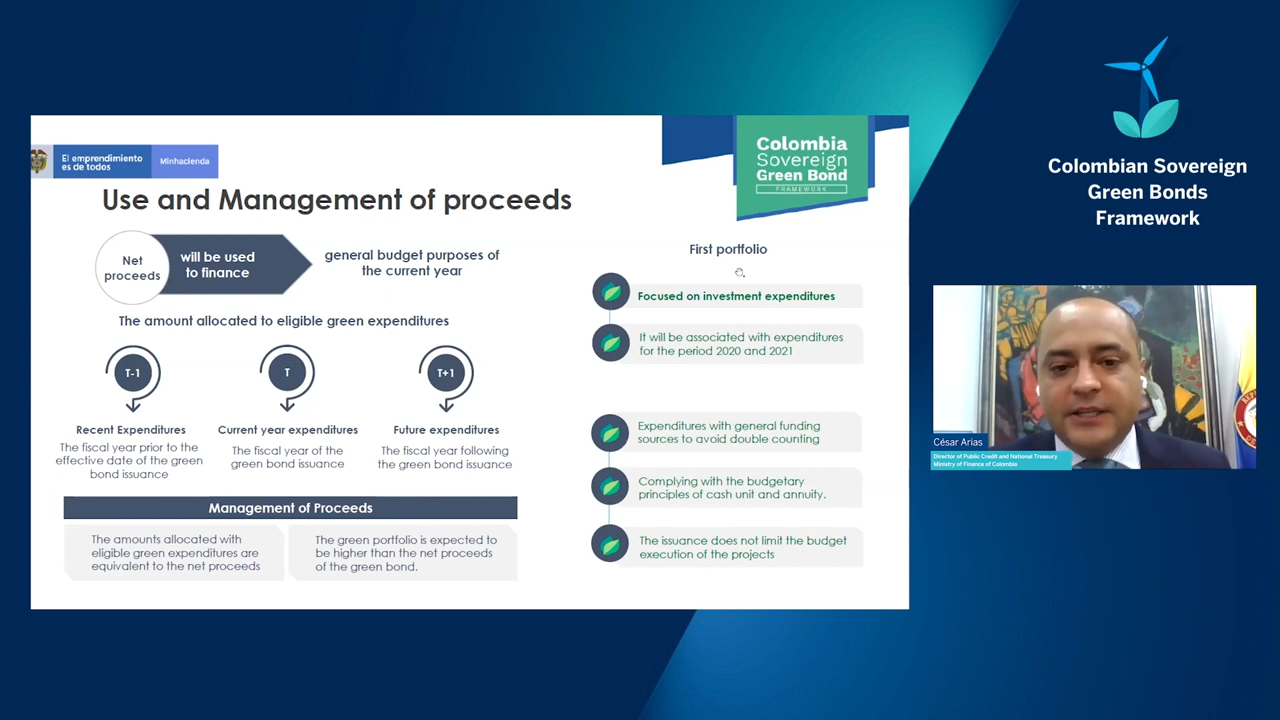 El emprendimiento
es de todos
Minhacienda
Colombia
Sovereign
Green Bond
FRAMEWORK
Use and Management of proceeds
Net
proceeds
will be used
to finance
general budget purposes of
the current year
The amount allocated to eligible green expenditures
T-1
T
T+1
Recent Expenditures
The fiscal year prior to the
effective date of the green
bond issuance
Current year expenditures
The fiscal year of the
green bond issuance
Future expenditures
The fiscal year following
the green bond issuance
Management of Proceeds
The amounts allocated with
eligible green expenditures are
equivalent to the net proceeds
The green portfolio is expected to
be higher than the net proceeds
of the green bond.
First portfolio
Focused on investment expenditures
It will be associated with expenditures
for the period 2020 and 2021
Expenditures with general funding
sources to avoid double counting
Complying with the budgetary
principles of cash unit and annuity.
The issuance does not limit the budget
execution of the projects
Colombian Sovereign
Green Bonds
Framework
César Arias
Director of Public Credit and National Treasury
Ministry of Finance of Colombia